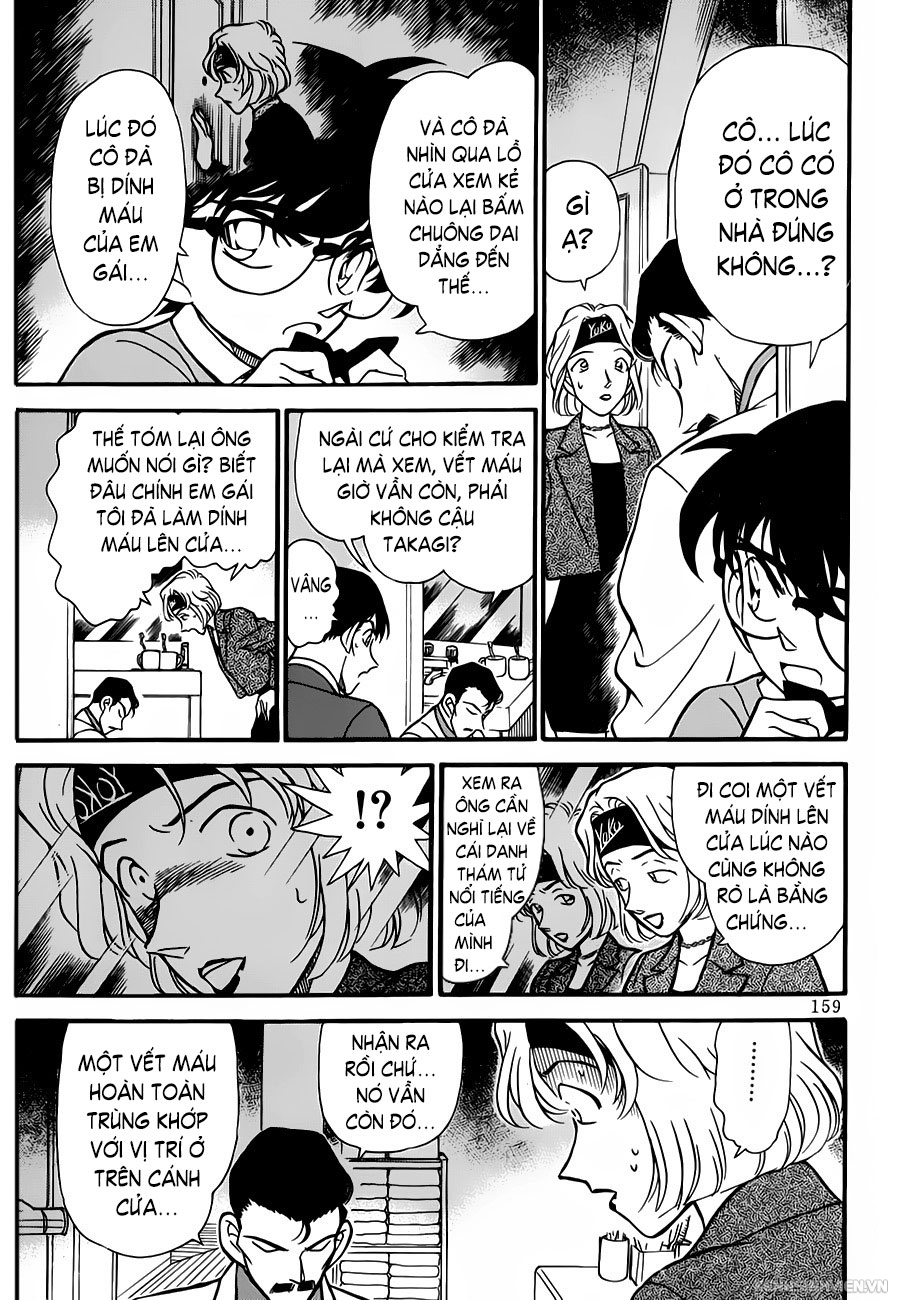 CÔ... LÚC
ĐÓ CÔ CÓ
Ở TRONG
NHÀ ĐÚNG
KHÔNG...?
GÌ
Ạ?
YoKo
VÀ CÔ ĐÃ
NHÌN QUA LỖ
CỬA XEM KẺ
NÀO LẠI BẤM
CHUÔNG DAI
DẲNG ĐẾN
THẾ...
LÚC ĐÓ
CÔ ĐÃ
BỊ DÍNH
MÁU
CỦA EM
GÁI...
NGÀI CỨ CHO KIỂM TRA
LẠI MÀ XEM, VẾT MÁU
GIỜ VẪN CÒN, PHẢI
KHÔNG CẬU
TAKAGI?
VÂNG
...
THẾ TÓM LẠI ÔNG
MUỐN NÓI GÌ? BIẾT
ĐÂU CHÍNH EM GÁI
TÔI ĐÃ LÀM DÍNH
MÁU LÊN CỬA...
ĐI COI MỘT VẾT
MÁU DÍNH LÊN
CỬA LÚC NÀO
CŨNG KHÔNG
RÕ LÀ BẰNG
CHỨNG...
YoKo
XEM RA
ÔNG CẦN
NGHĨ LẠI VỀ
CÁI DANH
THÁM TỬ
NỔI TIẾNG
CỦA
MÌNH
ĐI...
!?
YOKO
159
.........
NHẬN RA
RỒI CHỨ...
NÓ VẪN
CÒN ĐÓ...
MỘT VẾT MÁU
HOÀN TOÀN
TRÙNG KHỚP
VỚI VỊ TRÍ Ở
TRÊN CÁNH
CỬA...